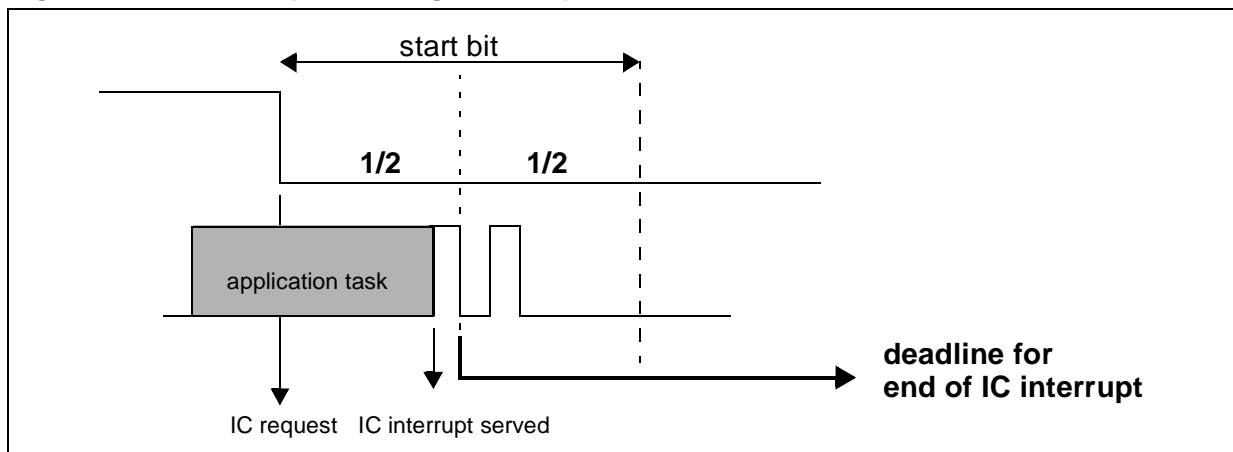 start bit
1/2
1/2
application task
deadline for
end of IC interrupt
IC request
IC interrupt served